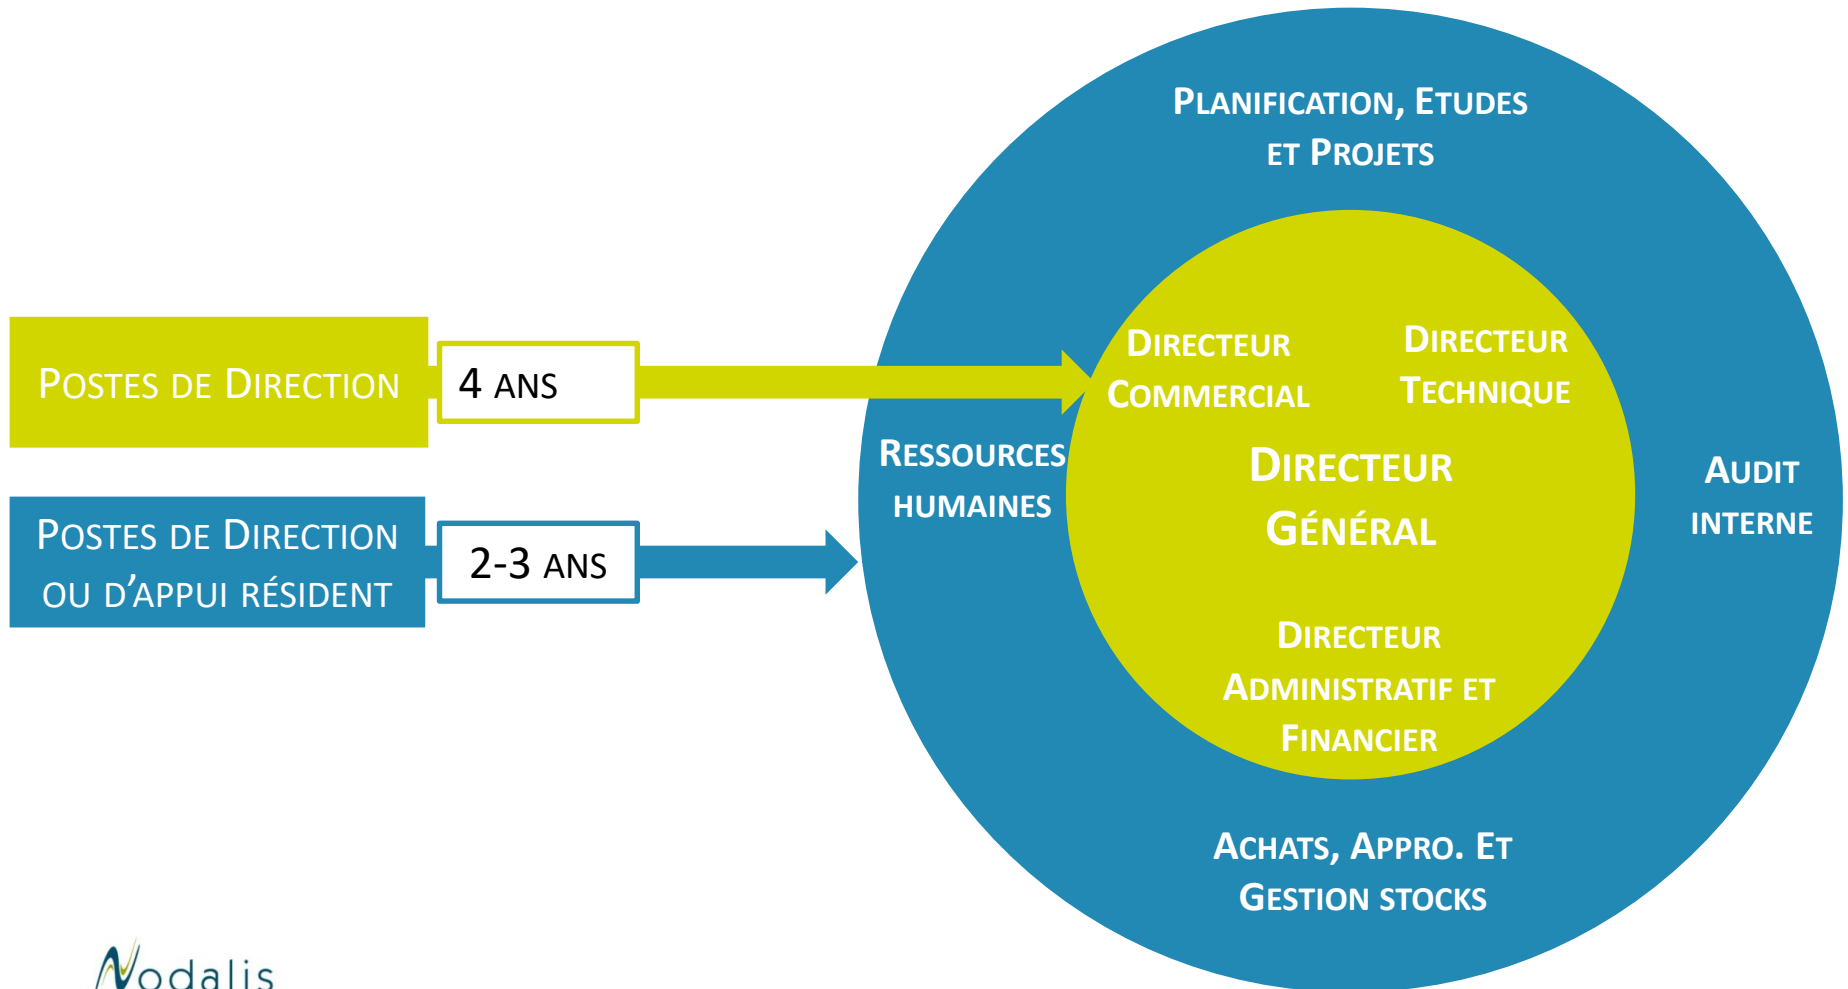 PLANIFICATION, ETUDES
ET PROJETS
DIRECTEUR
COMMERCIAL
DIRECTEUR
TECHNIQUE
POSTES DE DIRECTION
4 ANS
RESSOURCES
HUMAINES
DIRECTEUR
GÉNÉRAL
AUDIT
INTERNE
POSTES DE DIRECTION
OU D'APPUI RÉSIDENT
2-3 ANS
DIRECTEUR
ADMINISTRATIF ET
FINANCIER
ACHATS, APPRO. ET
GESTION STOCKS
Nodalis